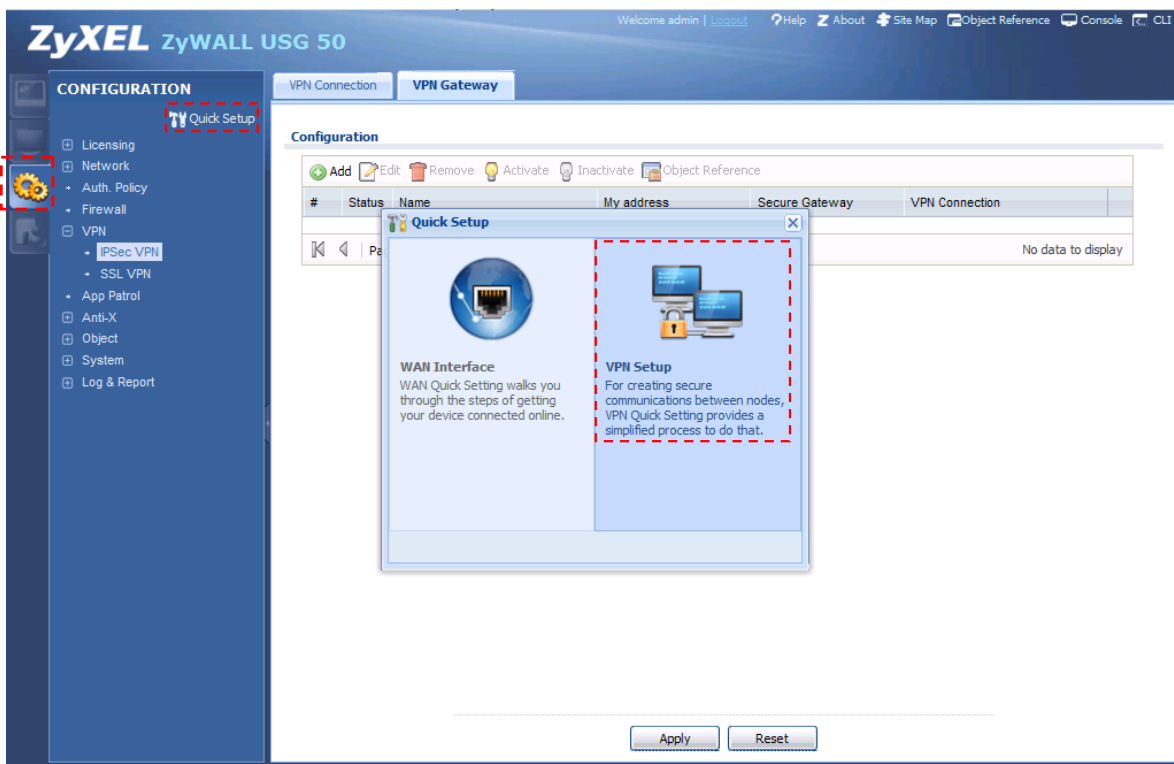 Welcome admin | Logout ?Help Z About Site Map Object Reference Console CLI
ZyXEL ZyWALL USG 50
CONFIGURATION
Quick Setup
Licensing
Network
Auth. Policy
Firewall
VPN
IPSec VPN
SSL VPN
App Patrol
Anti-X
Object
System
Log & Report
VPN Connection VPN Gateway
Configuration
Add Edit Remove Activate Inactivate Object Reference
# Status Name My address Secure Gateway VPN Connection
No data to display
Quick Setup
WAN Interface
WAN Quick Setting walks you
through the steps of getting
your device connected online.
VPN Setup
For creating secure
communications between nodes,
VPN Quick Setting provides a
simplified process to do that.
Apply Reset